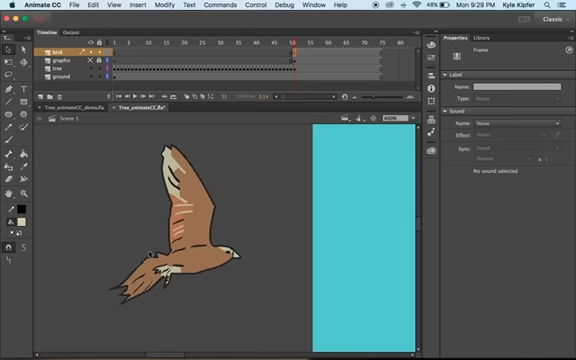 Animate CC File Edit View Insert Modify Text Commands Control Debug Window Help 48% Mon 9:29 PM Kyle Kipfer
Classic
Timeline Output
1 5 10 15 20 25 30 35 40 45 50 55 60 65 70 75 80
bird
graphic
tree
ground
Tree_animateCC_demo.fla Tree_animateCC.fla*
Scene 1 400%
Properties Library
Frame
Label
Name:
Type:
Sound
Name: None
Effect: None
Sync:
Repeat 1
No sound selected